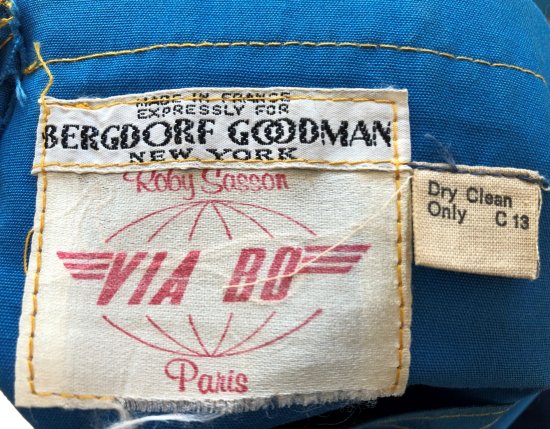 MADE IN FRANCE
EXPRESSLY FOR
BERGDORF GOODMAN
NEW YORK
Roby Sasson
VIA BO
Paris
Dry Clean
Only C 13